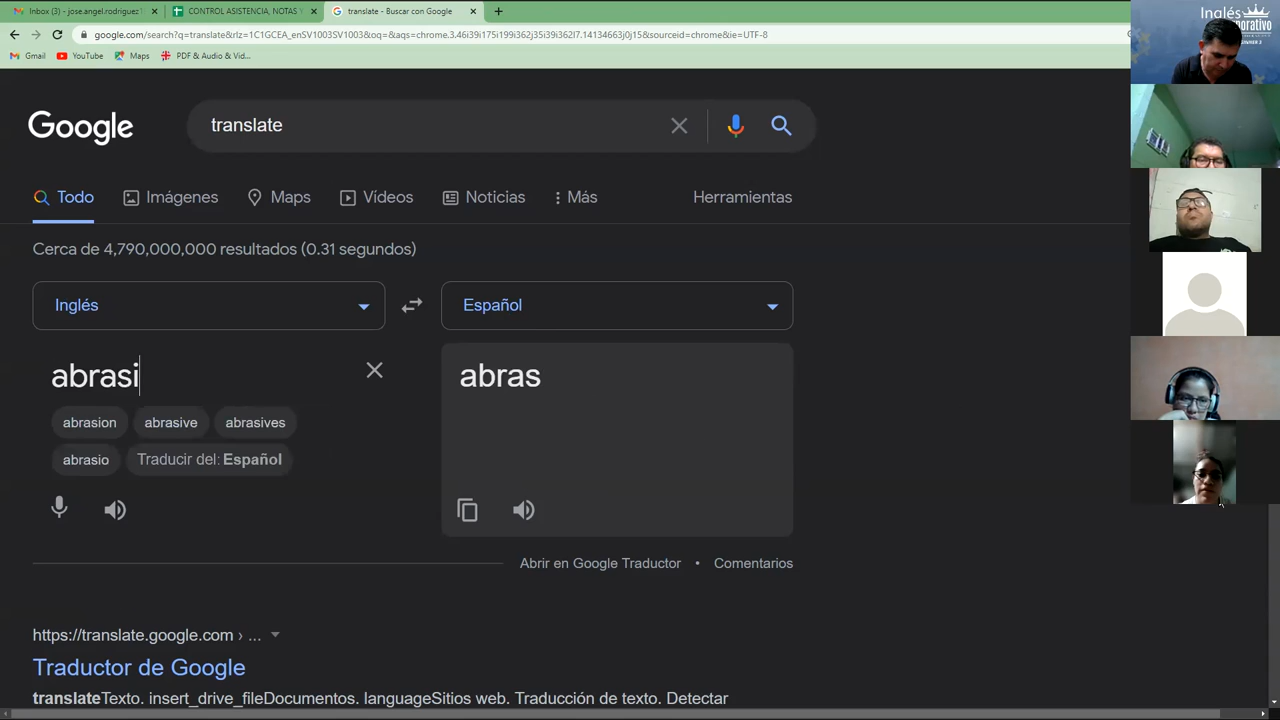 Inbox (3) - jose.angel.rodriguez1
CONTROL ASISTENCIA, NOTAS Y
translate - Buscar con Google
google.com/search?q=translate&rlz=1C1GCEA_enSV1003SV1003&oq=&aqs=chrome.3.46i39i175i199i362j3j39i362l7.14134663j0j15&sourceid=chrome&ie=UTF-8
Gmail
YouTube
Maps
PDF & Audio & Vid...
Inglés
Google
translate
Todo
Imágenes
Maps
Vídeos
Noticias
Más
Herramientas
Cerca de 4,790,000,000 resultados (0.31 segundos)
Inglés
Español
abrasi
abras
abrasion
abrasive
abrasives
abrasio
Traducir del: Español
Abrir en Google Traductor • Comentarios
https://translate.google.com › ...
Traductor de Google
translateTexto. insert_drive_fileDocumentos. languageSitios web. Traducción de texto. Detectar